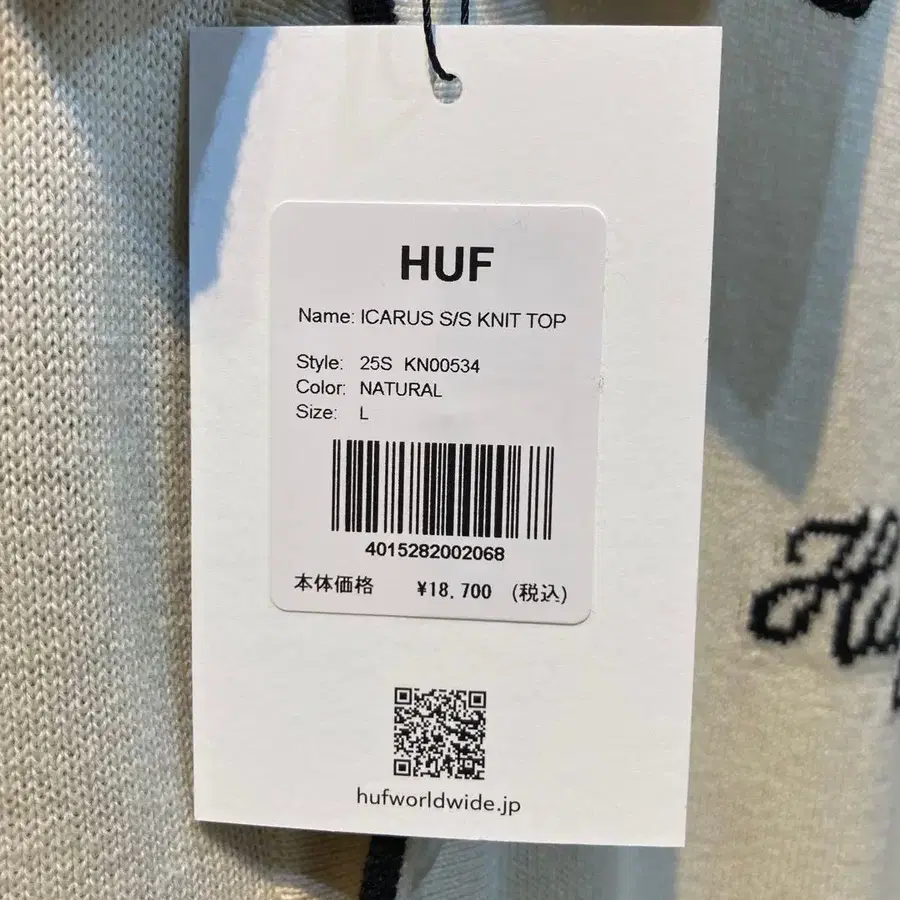 HUF
Name: ICARUS S/S KNIT TOP
Style: 25S KN00534
Color: NATURAL
Size: L
4015282002068
本体価格 ¥18,700 (税込)
hufworldwide.jp